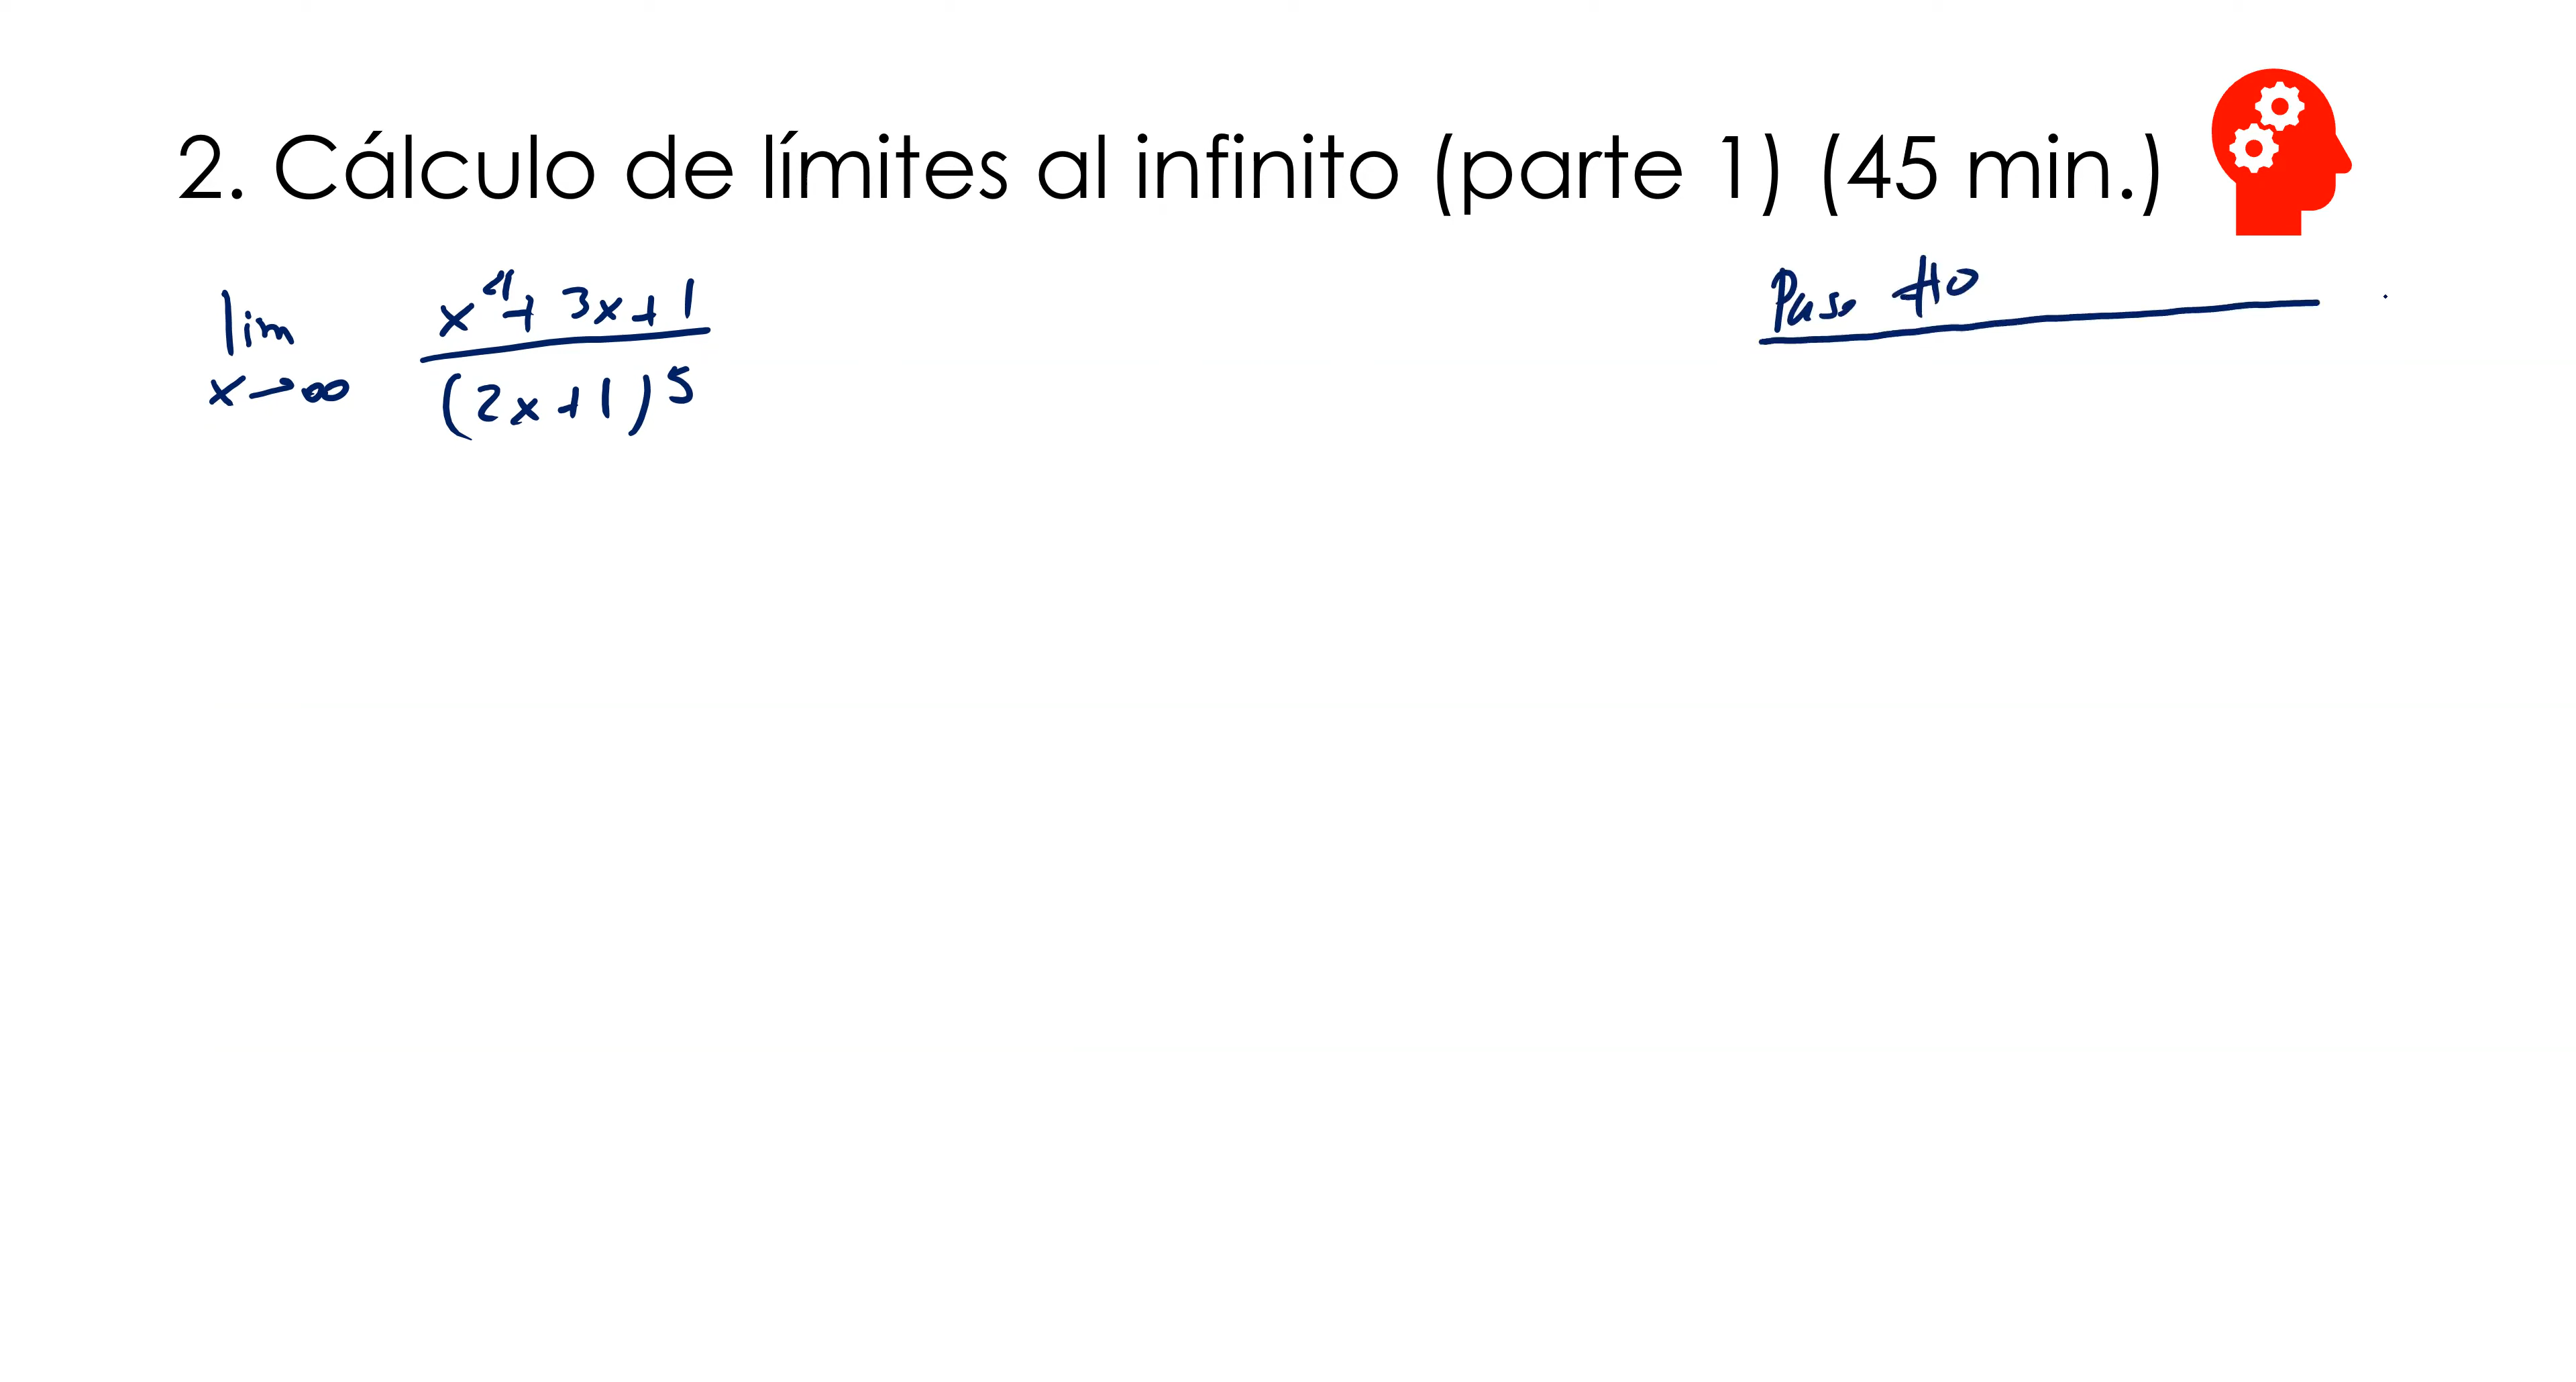 2. Cálculo de límites al infinito (parte 1) (45 min.)
Paso #0
lim x→∞ (x⁴ + 3x + 1) / (2x + 1)⁵